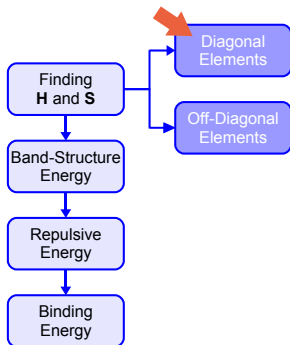 Diagonal
Elements
Finding
H and S
Off-Diagonal
Elements
Band-Structure
Energy
Repulsive
Energy
Binding
Energy